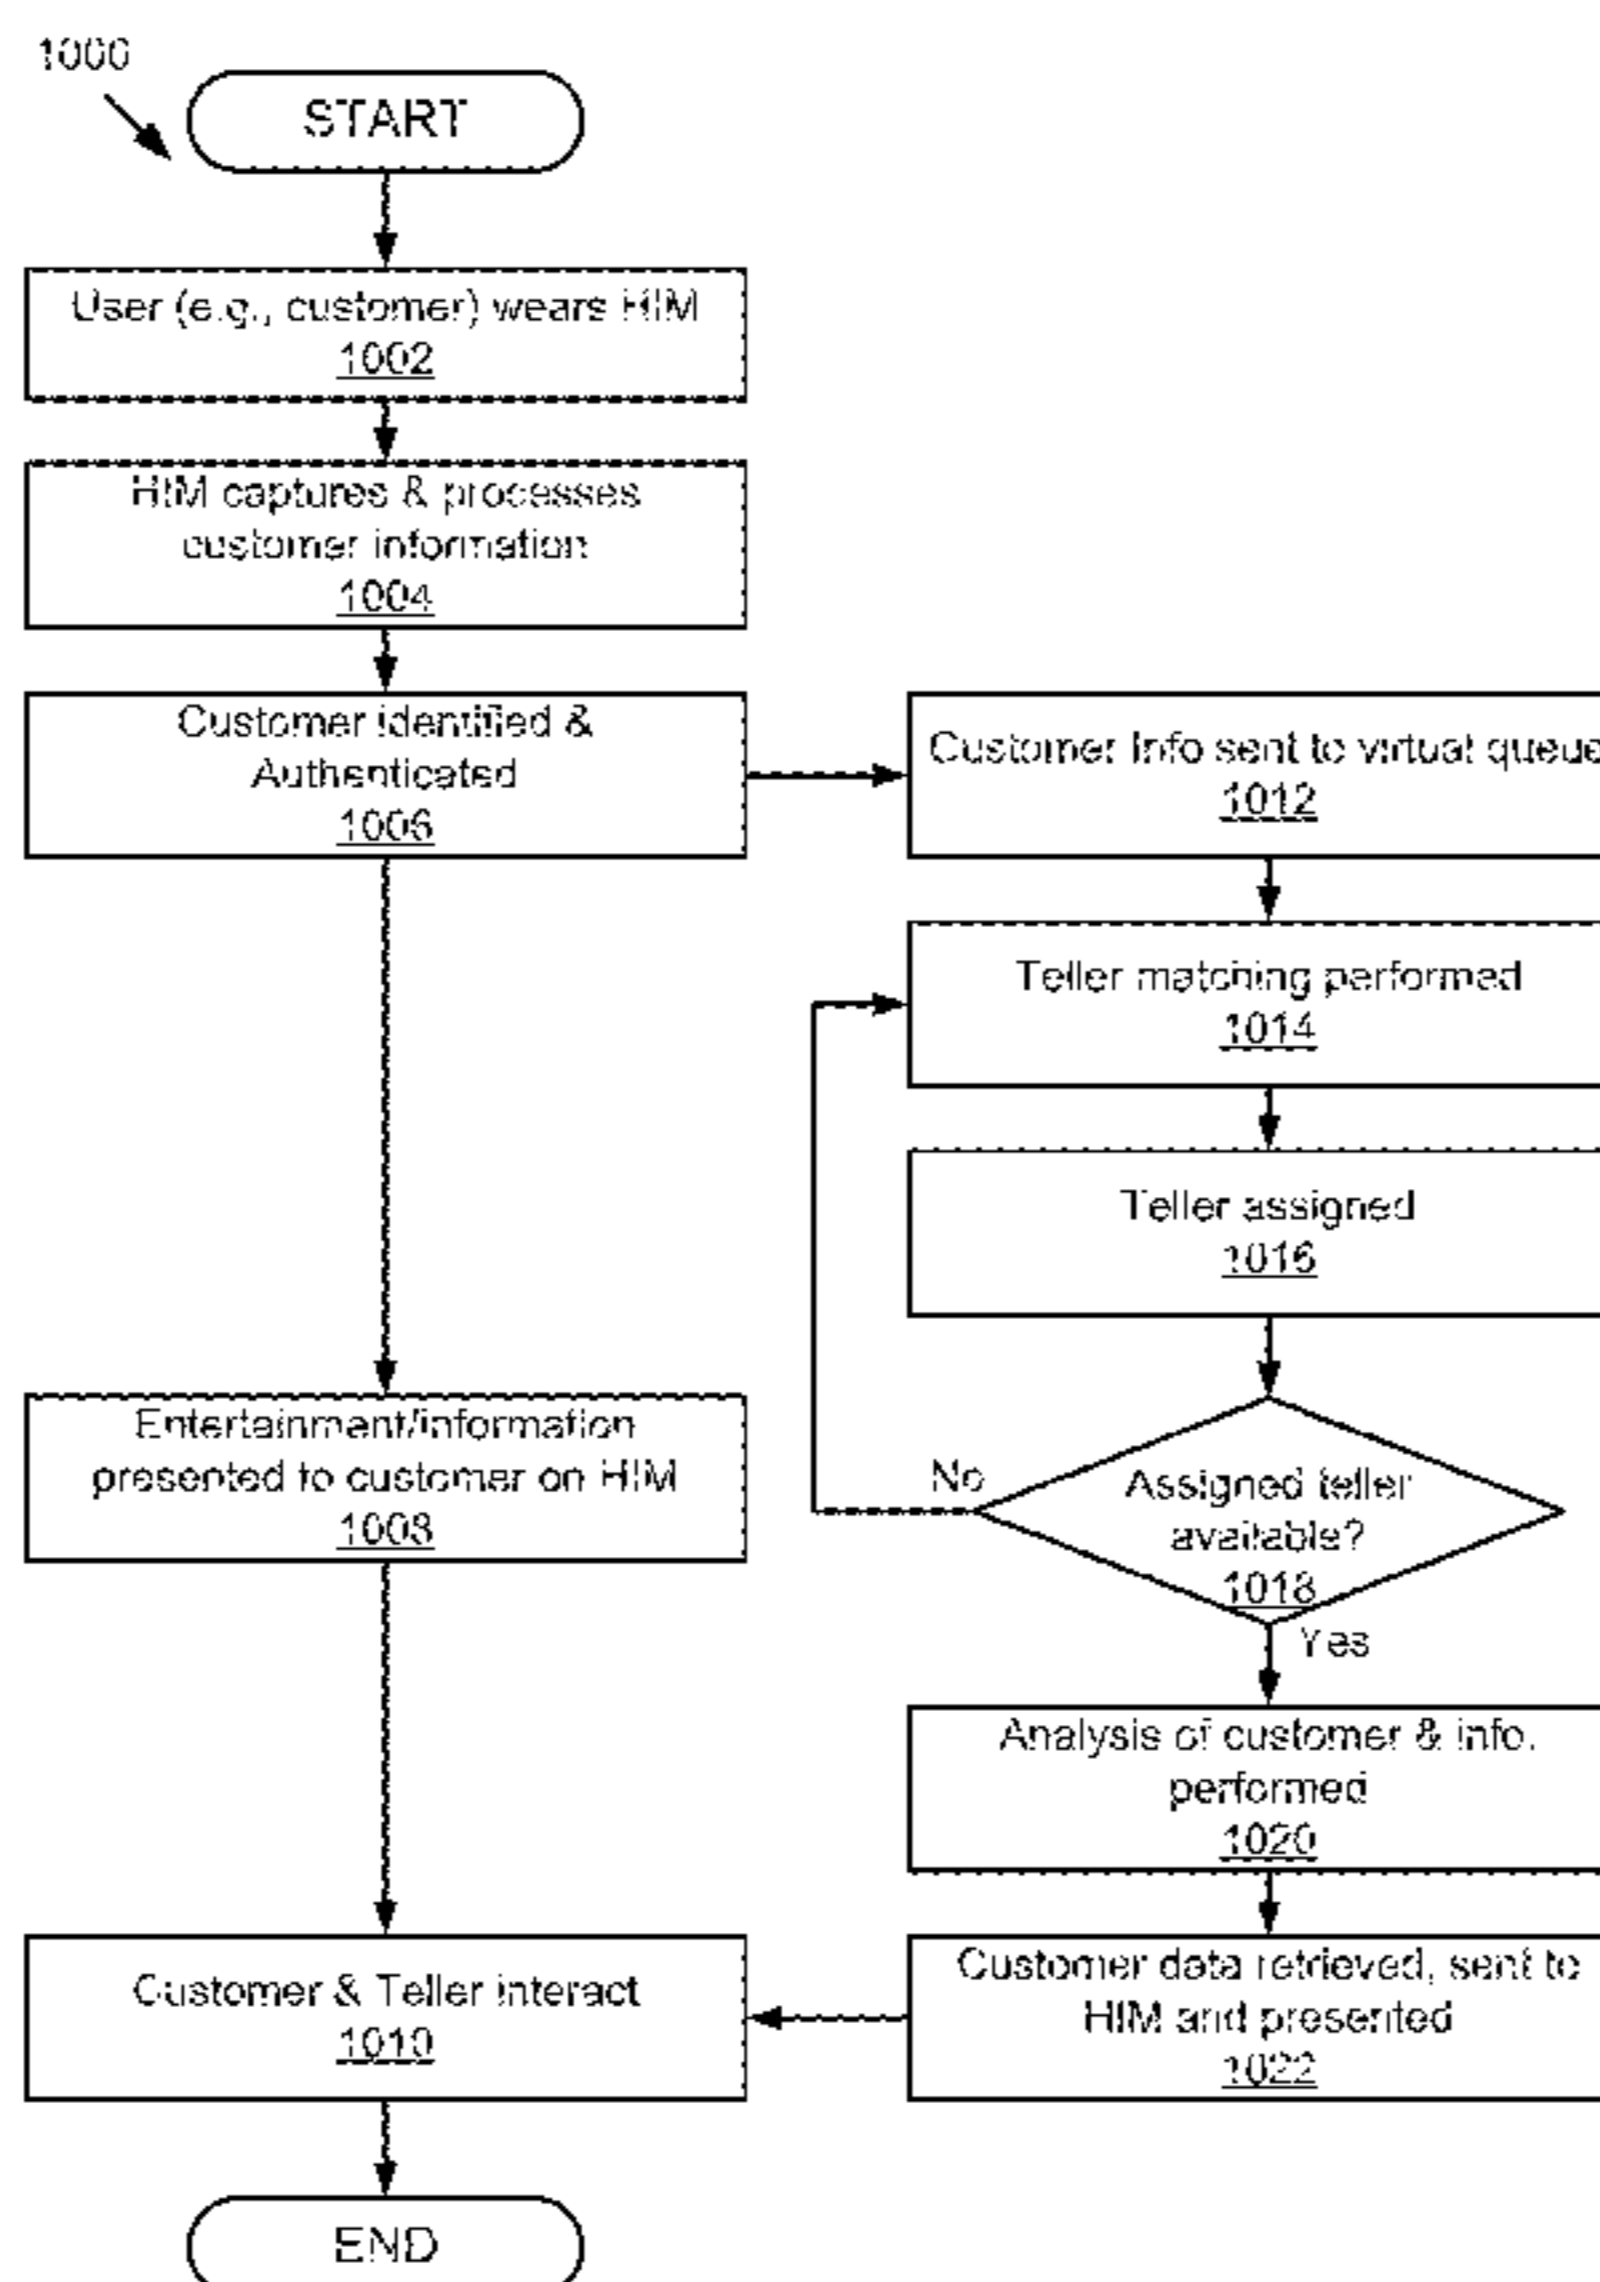 1000
START
User (e.g., customer) wears HIM
1002
HIM captures & processes
customer information
1004
Customer identified &
Authenticated
1006
Customer Info sent to virtual queue
1012
Teller matching performed
1014
Teller assigned
1016
Entertainment/information
presented to customer on HIM
1008
No
Assigned teller
available?
1018
Yes
Analysis of customer & info.
performed
1020
Customer & Teller interact
1010
Customer data retrieved, sent to
HIM and presented
1022
END